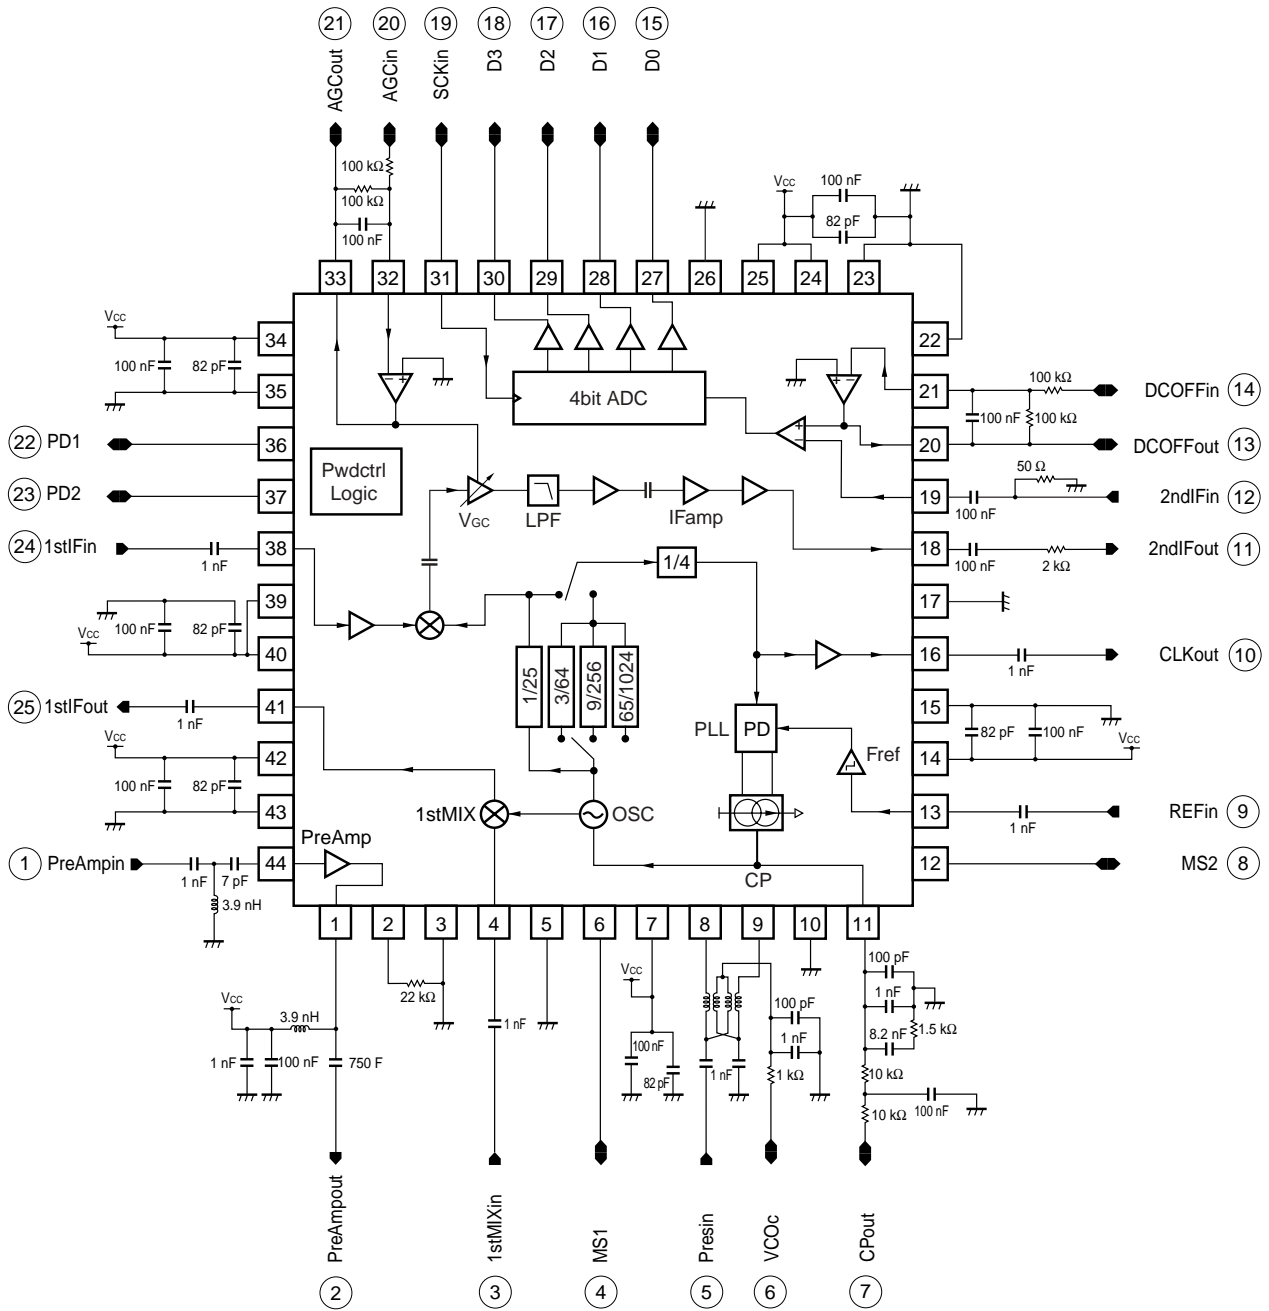 21 20 19 18 17 16 15
AGCout
AGCin
SCKin
D3
D2
D1
D0
100 kΩ
100 kΩ
100 nF
Vcc
100 nF
82 pF
33 32 31 30 29 28 27 26 25 24 23
Vcc
100 nF
82 pF
34
35
22 PD1
36
23 PD2
37
24 1stIFin
1 nF
38
39
100 nF
82 pF
Vcc
40
25 1stIFout
1 nF
41
Vcc
42
100 nF
82 pF
43
1 PreAmpin
1 nF
7 pF
3.9 nH
44
− +
4bit ADC
− +
+
−
Pwdctrl
Logic
VGC
LPF
IFamp
1/4
1/25
3/64
9/256
65/1024
PLL
PD
Fref
1stMIX
OSC
PreAmp
CP
22
21
100 kΩ
DCOFFin 14
100 nF
100 kΩ
20
DCOFFout 13
50 Ω
19
100 nF
2ndIFin 12
18
100 nF
2 kΩ
2ndIFout 11
17
16
1 nF
CLKout 10
15
82 pF
100 nF
Vcc
14
13
1 nF
REFin 9
12
MS2 8
1 2 3 4 5 6 7 8 9 10 11
22 kΩ
Vcc
3.9 nH
1 nF
100 nF
750 F
1 nF
Vcc
100 nF
82 pF
1 nF
100 pF
1 nF
1 kΩ
100 pF
1 nF
8.2 nF
1.5 kΩ
10 kΩ
10 kΩ
100 nF
PreAmpout
1stMIXin
MS1
Presin
VCOc
CPout
2 3 4 5 6 7